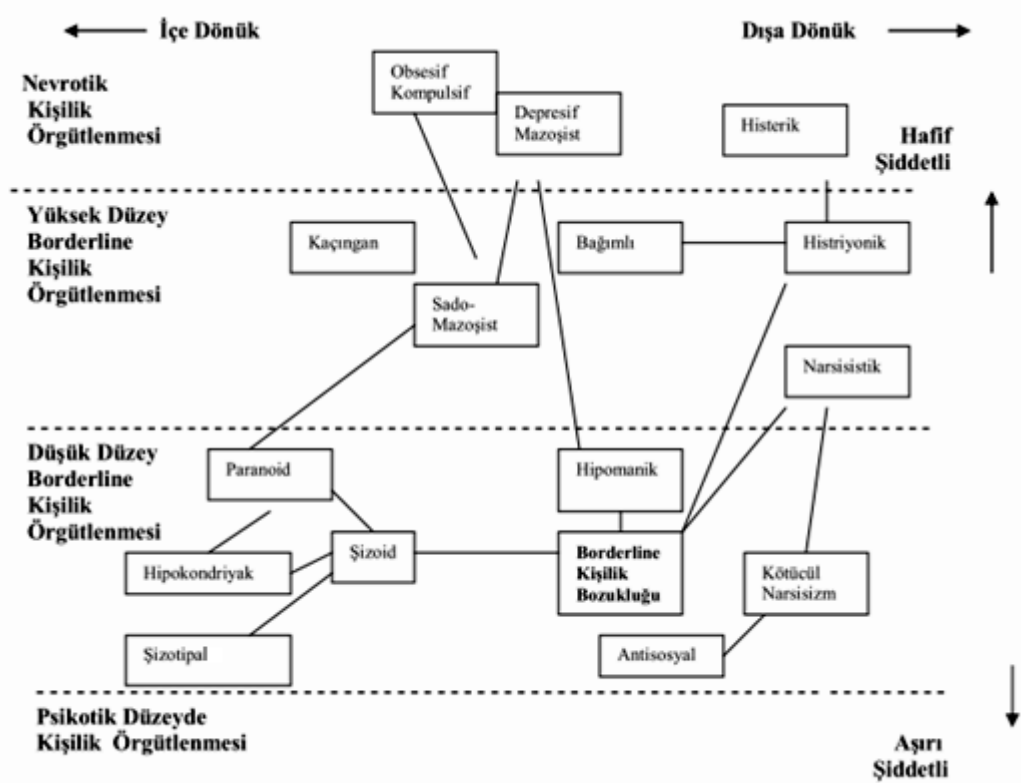 İçe Dönük
Dışa Dönük
Nevrotik
Kişilik
Örgütlenmesi
Obsesif
Kompulsif
Depresif
Mazoşist
Histerik
Hafif
Şiddetli
Yüksek Düzey
Borderline
Kişilik
Örgütlenmesi
Kaçıngan
Bağımlı
Histriyonik
Sado-
Mazoşist
Narsisistik
Düşük Düzey
Borderline
Kişilik
Örgütlenmesi
Paranoid
Hipomanik
Hipokondriyak
Şizoid
Borderline
Kişilik
Bozukluğu
Kötücül
Narsisizm
Şizotipal
Antisosyal
Psikotik Düzeyde
Kişilik Örgütlenmesi
Aşırı
Şiddetli